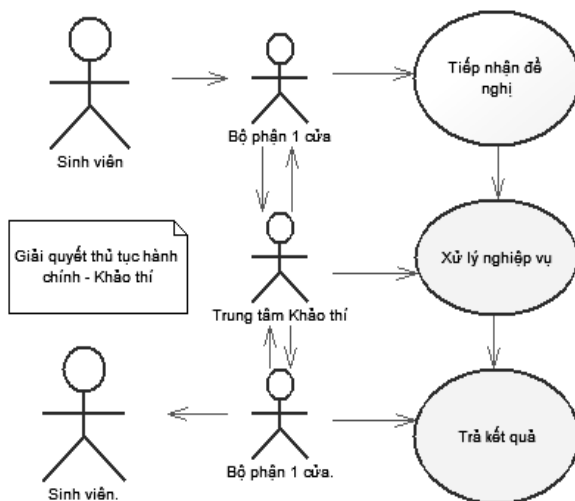 Tiếp nhận đề
nghị
Sinh viên
Bộ phận 1 cửa
Giải quyết thủ tục hành
chính - Khảo thí
Xử lý nghiệp vụ
Trung tâm Khảo thí
Trả kết quả
Bộ phận 1 cửa.
Sinh viên.